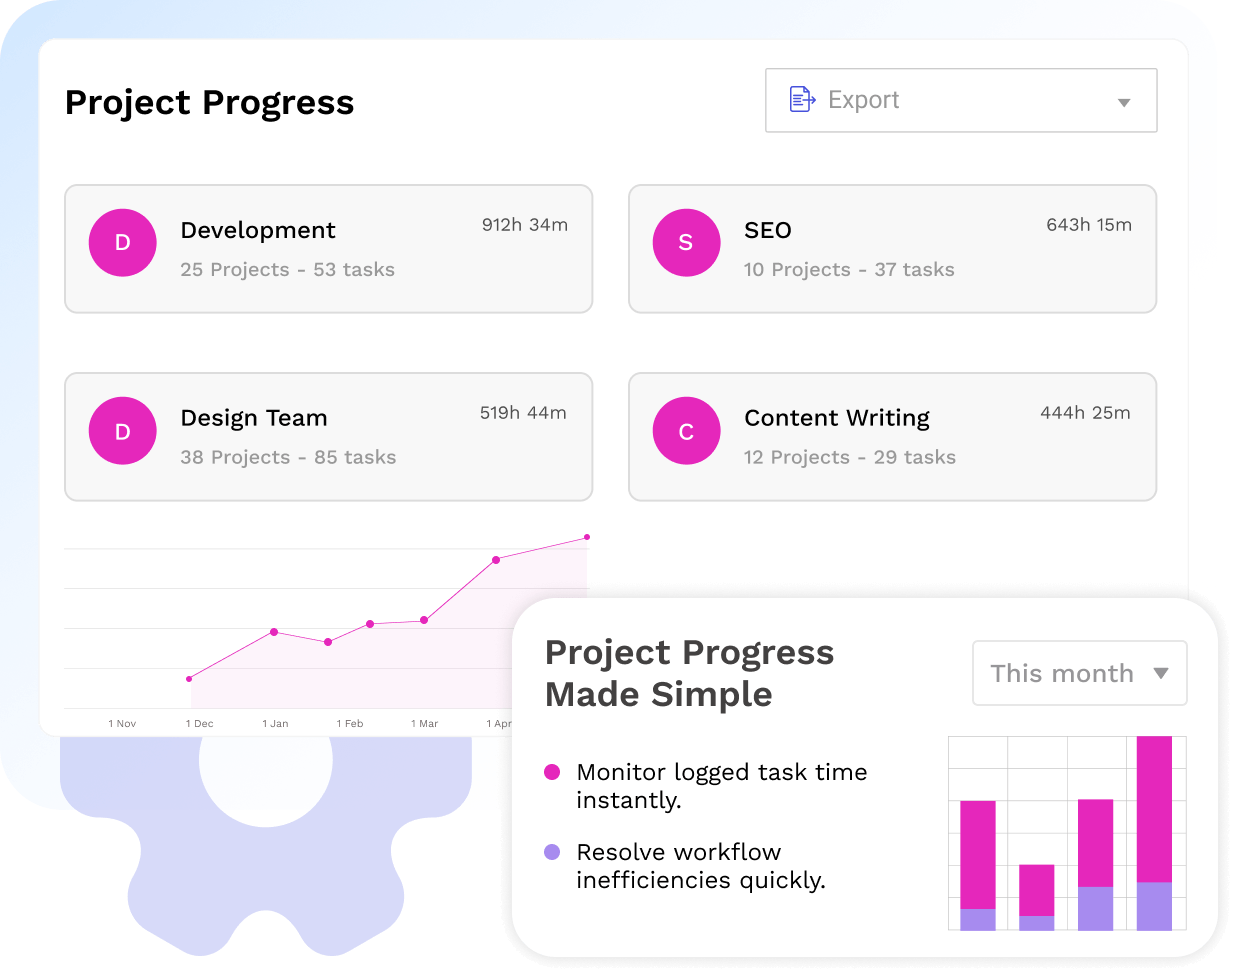 Project Progress
Export
D
Development
912h 34m
25 Projects - 53 tasks
S
SEO
643h 15m
10 Projects - 37 tasks
D
Design Team
519h 44m
38 Projects - 85 tasks
C
Content Writing
444h 25m
12 Projects - 29 tasks
1 Nov
1 Dec
1 Jan
1 Feb
1 Mar
1 Apr
Project Progress
Made Simple
This month
Monitor logged task time
instantly.
Resolve workflow
inefficiencies quickly.